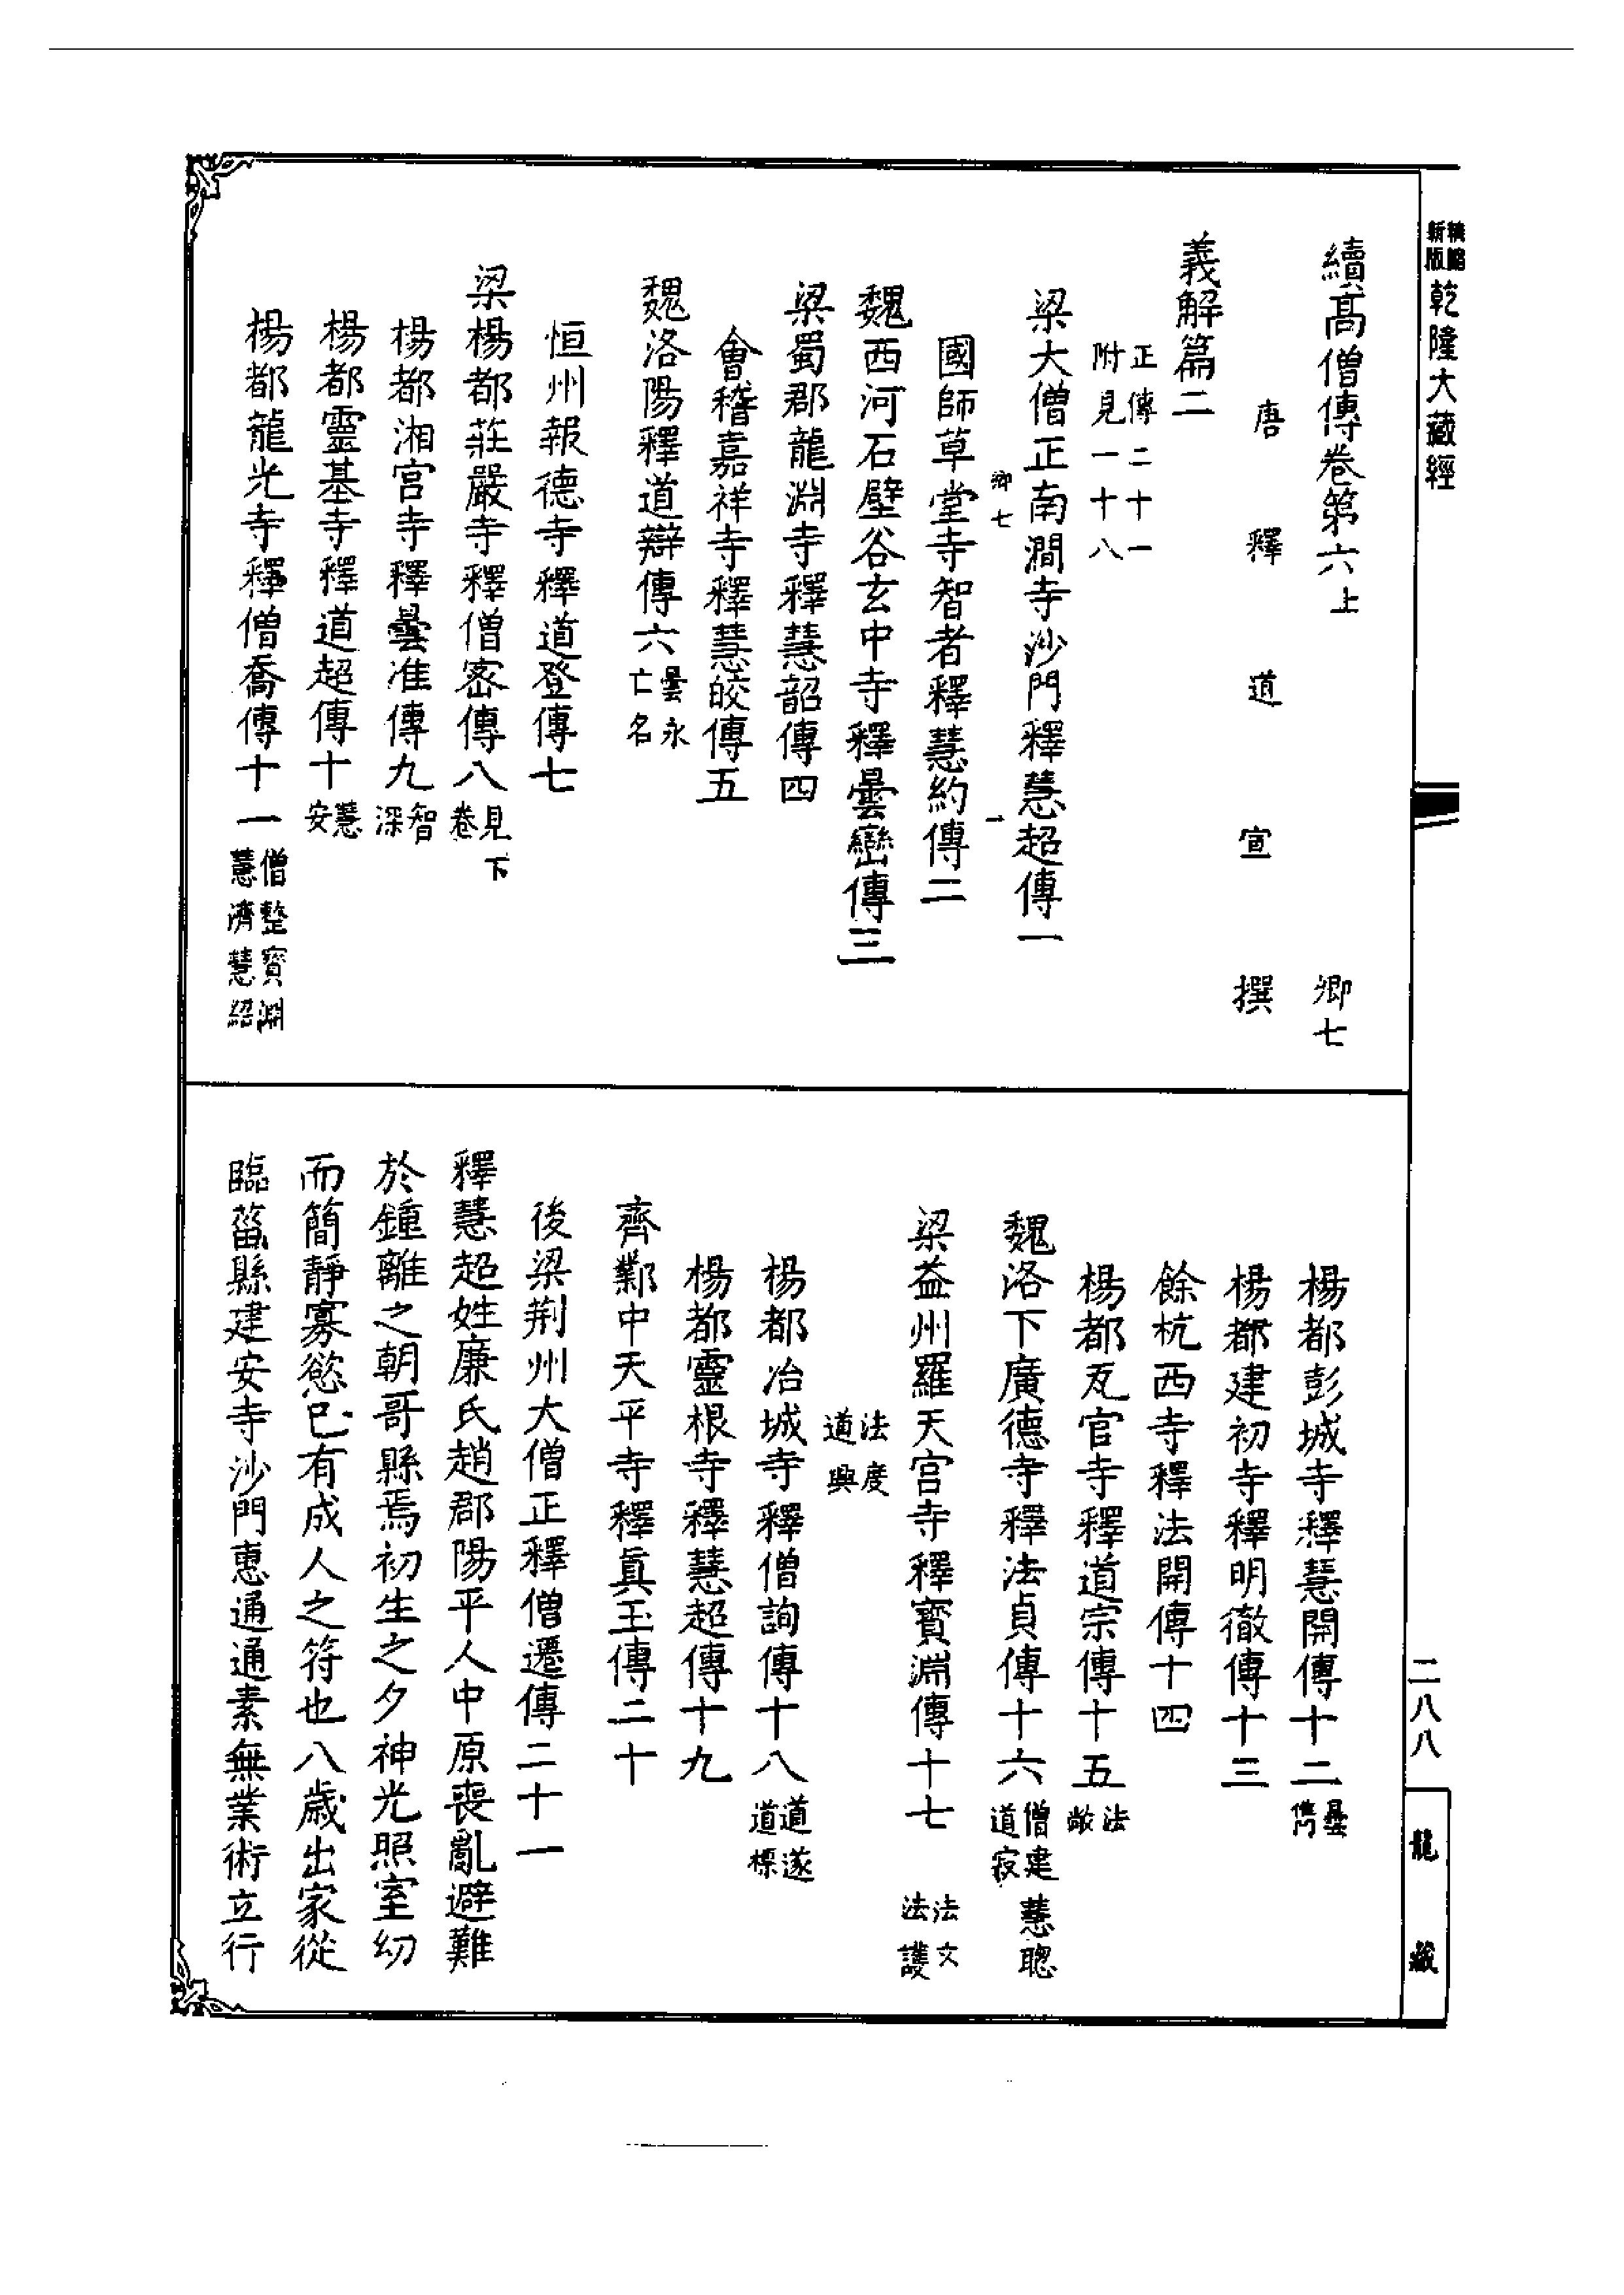 新版
乾隆大藏經
續高僧傳卷第六上　卿七
唐釋道宣撰
義解篇二
正傳二十一
附見一十八
梁大僧正南澗寺沙門釋慧超傳一
卿七　一
國師草堂寺智者釋慧約傳二
魏西河石壁谷玄中寺釋曇巒傳三
梁蜀郡龍淵寺釋慧韶傳四
會稽嘉祥寺釋慧皎傳五
魏洛陽釋道辯傳六曇永亡名
恒州報德寺釋道登傳七
梁楊都莊嚴寺釋僧密傳八見下卷
楊都湘宮寺釋曇准傳九智深
楊都靈基寺釋道超傳十慧安
楊都龍光寺釋僧喬傳十一僧整寶淵慧濟慧紹
楊都彭城寺釋慧開傳十二曇儁
楊都建初寺釋明徹傳十三
餘杭西寺釋法開傳十四
楊都瓦官寺釋道宗傳十五法敞
魏洛下廣德寺釋法貞傳十六僧建慧聰道寂
梁益州羅天宮寺釋寶淵傳十七法文法護
法度道興
楊都冶城寺釋僧詢傳十八道遂道標
楊都靈根寺釋慧超傳十九
齊鄴中天平寺釋真玉傳二十
後梁荆州大僧正釋僧遷傳二十一
釋慧超姓廉氏趙郡陽平人中原喪亂避難
於鍾離之朝哥縣焉初生之夕神光照室幼
而簡靜寡慾已有成人之符也八歲出家從
臨菑縣建安寺沙門惠通通素無業術立行
二八八
龍藏